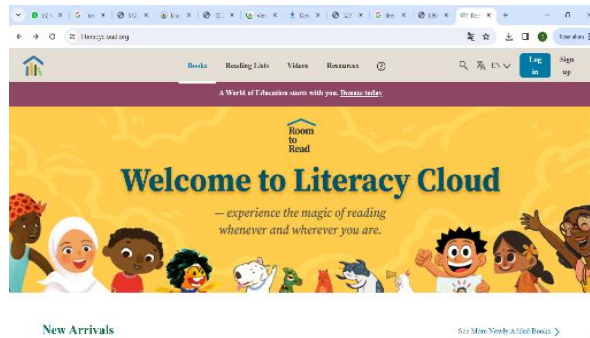 literacycloud.org
Books Reading Lists Videos Resources EN Log in Sign up
A World of Education starts with you. Donate today
Room
to
Read
Welcome to Literacy Cloud
— experience the magic of reading
whenever and wherever you are.
New Arrivals
See More Newly Added Books